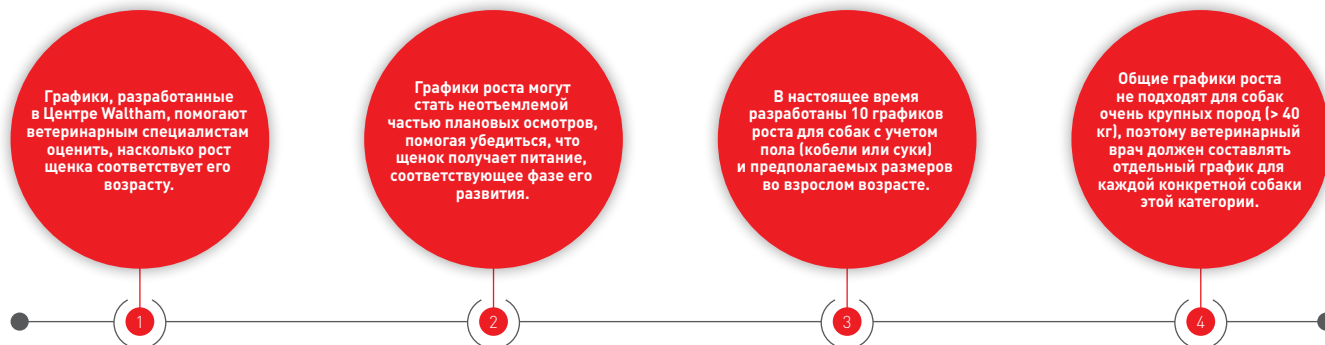 Графики, разработанные
в Центре Waltham, помогают
ветеринарным специалистам
оценить, насколько рост
щенка соответствует его
возрасту.
Графики роста могут
стать неотъемлемой
частью плановых осмотров,
помогая убедиться, что
щенок получает питание,
соответствующее фазе его
развития.
В настоящее время
разработаны 10 графиков
роста для собак с учетом
пола (кобели или суки)
и предполагаемых размеров
во взрослом возрасте.
Общие графики роста
не подходят для собак
очень крупных пород (> 40
кг), поэтому ветеринарный
врач должен составлять
отдельный график для
каждой конкретной собаки
этой категории.
1
2
3
4